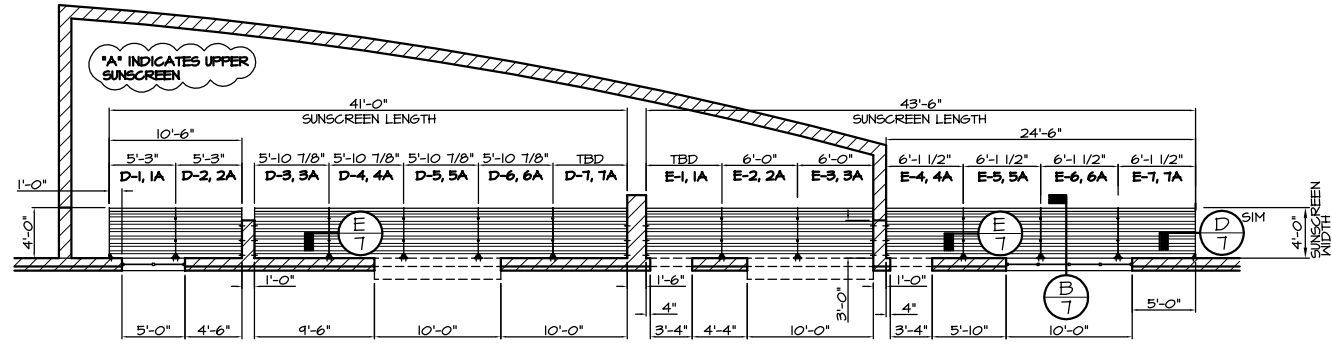 "A" INDICATES UPPER
SUNSCREEN
41'-0"
SUNSCREEN LENGTH
43'-6"
SUNSCREEN LENGTH
10'-6"
24'-6"
5'-3"
5'-3"
5'-10 7/8"
5'-10 7/8"
5'-10 7/8"
5'-10 7/8"
TBD
TBD
6'-0"
6'-0"
6'-1 1/2"
6'-1 1/2"
6'-1 1/2"
6'-1 1/2"
D-1, 1A
D-2, 2A
D-3, 3A
D-4, 4A
D-5, 5A
D-6, 6A
D-7, 7A
E-1, 1A
E-2, 2A
E-3, 3A
E-4, 4A
E-5, 5A
E-6, 6A
E-7, 7A
1'-0"
4'-0"
E
7
E
7
D
7
SIM
4'-0"
SUNSCREEN
WIDTH
1'-0"
1'-6"
4"
3'-0"
1'-0"
4"
B
7
5'-0"
5'-0"
4'-6"
9'-6"
10'-0"
10'-0"
3'-4"
4'-4"
10'-0"
3'-4"
5'-10"
10'-0"